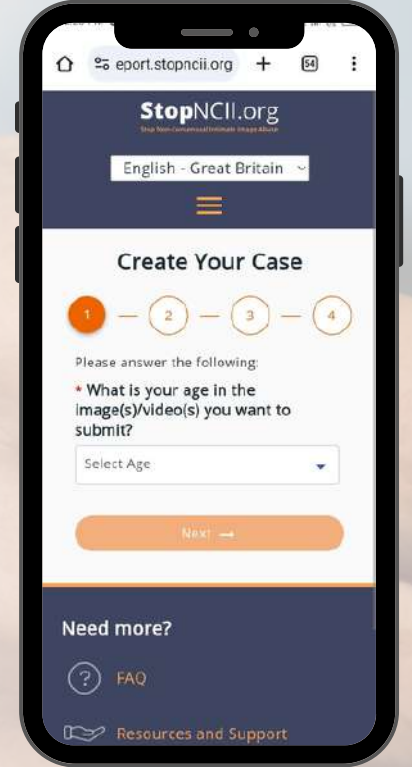 eport.stopncii.org
54
StopNCII.org
Stop Non-Consensual Intimate Image Abuse
English - Great Britain
Create Your Case
1
2
3
4
Please answer the following:
* What is your age in the
image(s)/video(s) you want to
submit?
Select Age
Next →
Need more?
? FAQ
Resources and Support